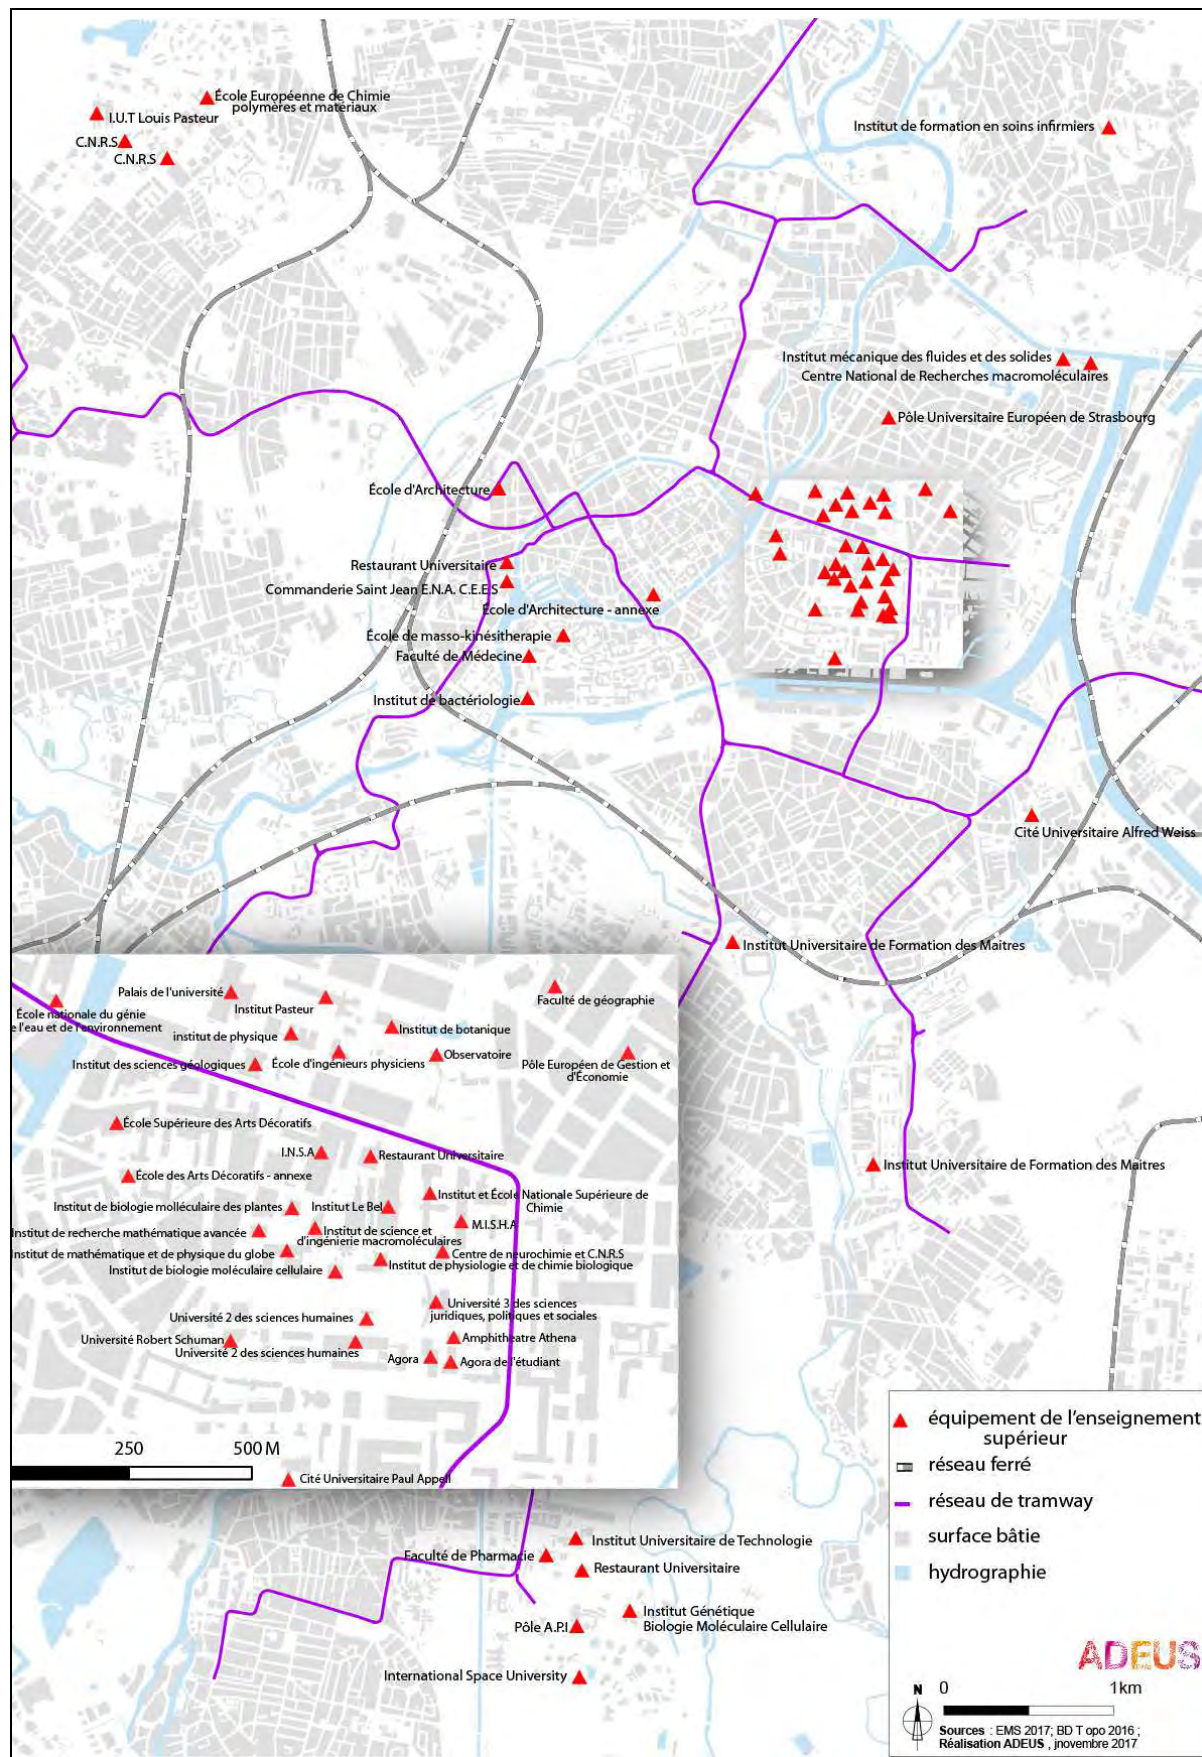 École Européenne de Chimie
polymères et matériaux
I.U.T Louis Pasteur
C.N.R.S
C.N.R.S
Institut de formation en soins infirmiers
Institut mécanique des fluides et des solides
Centre National de Recherches macromoléculaires
Pôle Universitaire Européen de Strasbourg
École d'Architecture
Restaurant Universitaire
Commanderie Saint Jean E.N.A. C.E.E.S
École d'Architecture - annexe
École de masso-kinésitherapie
Faculté de Médecine
Institut de bactériologie
Cité Universitaire Alfred Weiss
Institut Universitaire de Formation des Maitres
Institut Universitaire de Formation des Maitres
Palais de l'université
Institut Pasteur
Faculté de géographie
École nationale du génie
e l'eau et de l'environnement
institut de physique
Institut de botanique
Institut des sciences géologiques
École d'ingénieurs physiciens
Observatoire
Pôle Européen de Gestion et
d'Économie
École Supérieure des Arts Décoratifs
I.N.S.A
Restaurant Universitaire
École des Arts Décoratifs - annexe
Institut et École Nationale Supérieure de
Chimie
Institut de biologie molléculaire des plantes
Institut Le Bel
M.I.S.H.A
Institut de recherche mathématique avancée
Institut de science et
d'ingénierie macromoléculaires
Institut de mathématique et de physique du globe
Centre de neurochimie et C.N.R.S
Institut de physiologie et de chimie biologique
Institut de biologie moléculaire cellulaire
Université 2 des sciences humaines
Université 3 des sciences
juridiques, politiques et sociales
Université Robert Schuman
Université 2 des sciences humaines
Amphitheatre Athena
Agora
Agora de l'étudiant
250
500 M
Cité Universitaire Paul Appell
Institut Universitaire de Technologie
Faculté de Pharmacie
Restaurant Universitaire
Institut Génétique
Biologie Moléculaire Cellulaire
Pôle A.P.I
International Space University
équipement de l'enseignement
supérieur
réseau ferré
réseau de tramway
surface bâtie
hydrographie
ADEUS
N
0
1km
Sources : EMS 2017; BD T opo 2016 ;
Réalisation ADEUS , jnovembre 2017